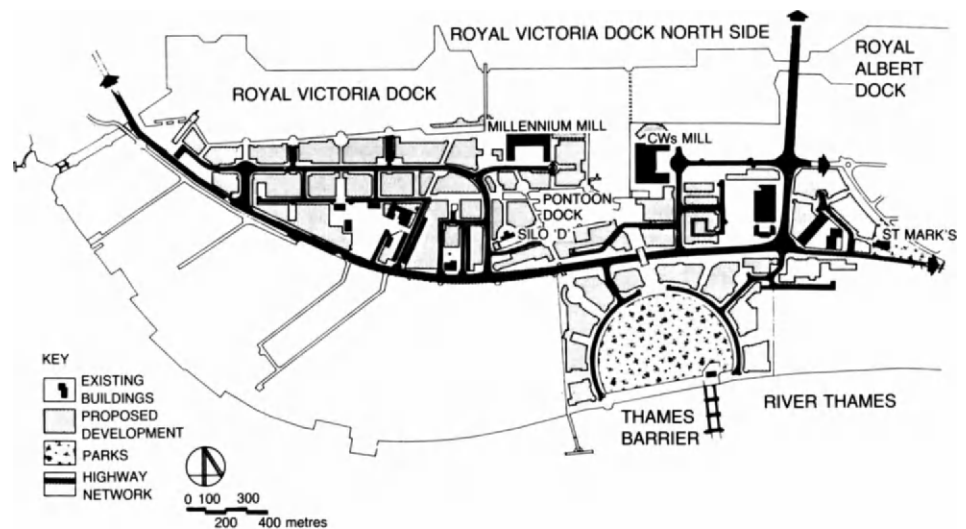 ROYAL VICTORIA DOCK NORTH SIDE
ROYAL
ALBERT
DOCK
ROYAL VICTORIA DOCK
MILLENNIUM MILL
CWs MILL
PONTOON
DOCK
SILO 'D'
ST MARK'S
KEY
EXISTING
BUILDINGS
PROPOSED
DEVELOPMENT
PARKS
HIGHWAY
NETWORK
THAMES
BARRIER
RIVER THAMES
0 100 300
200 400 metres